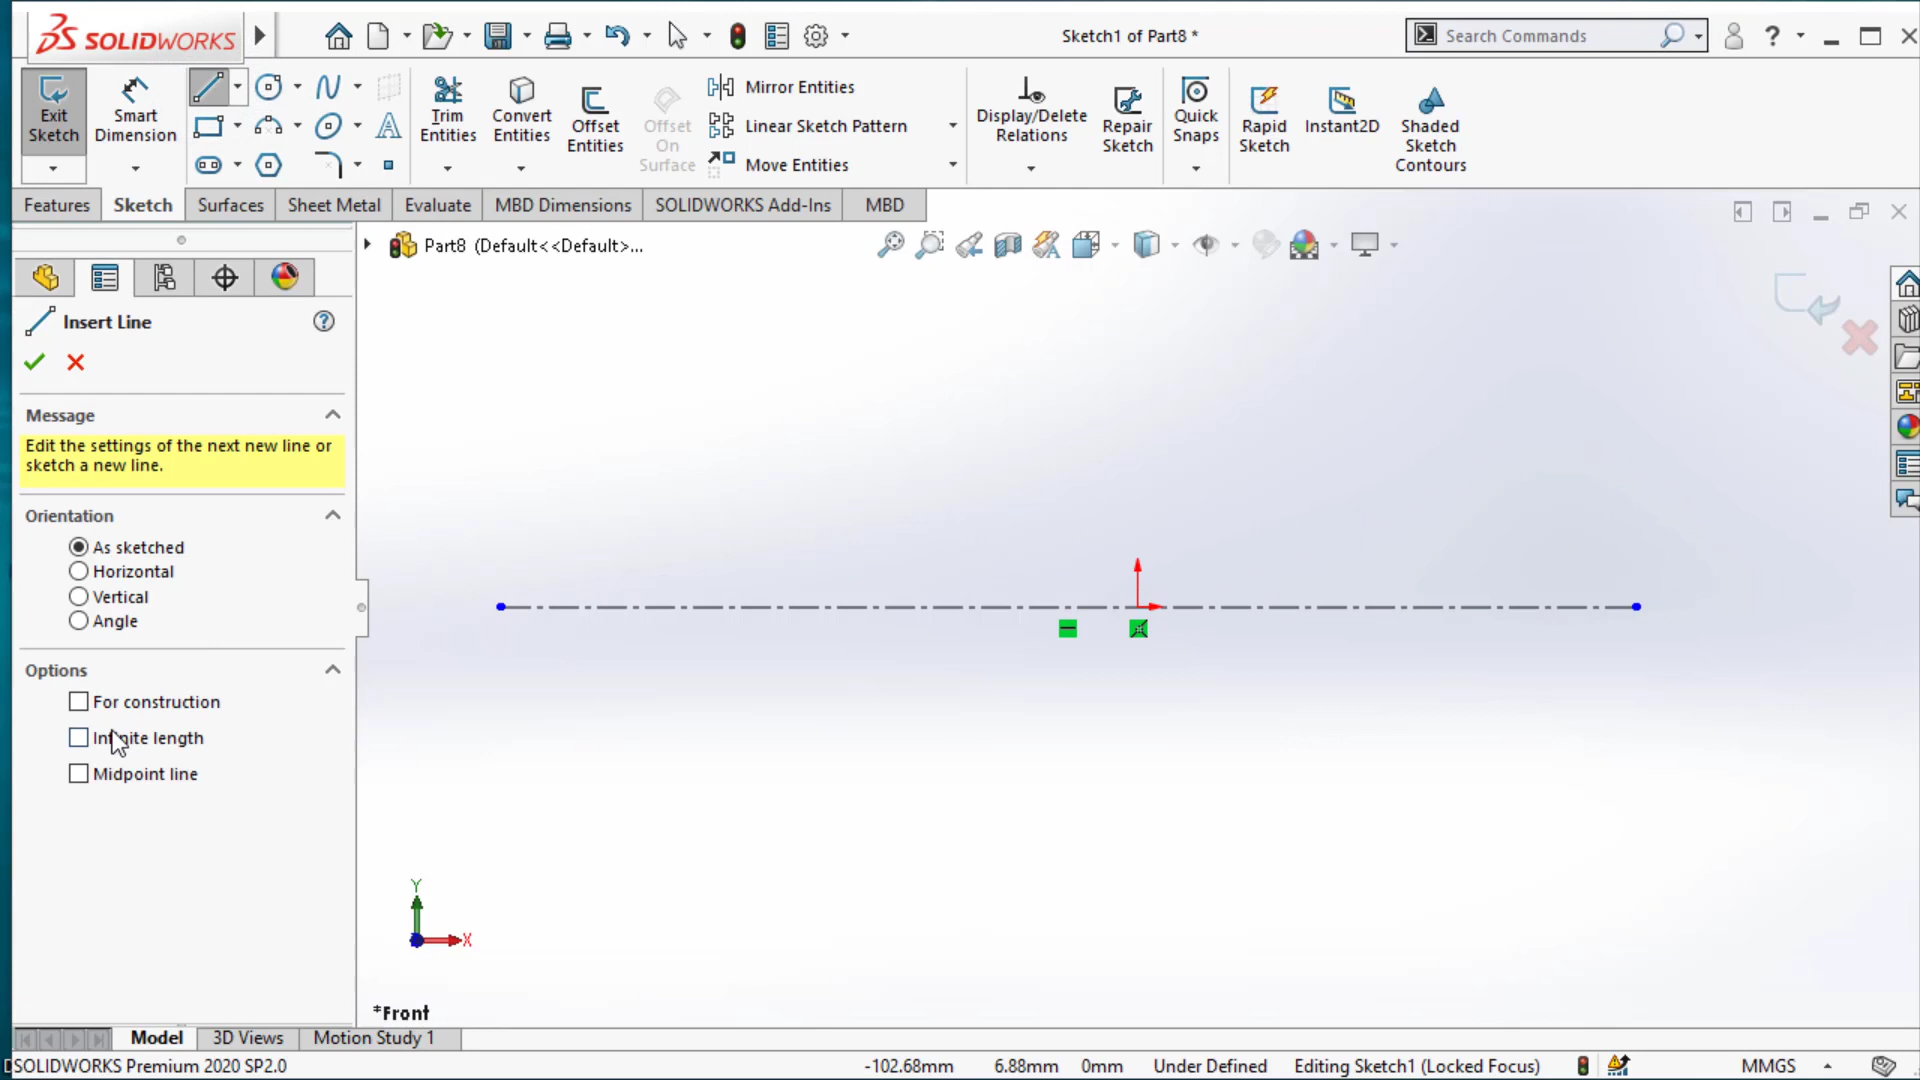 SOLIDWORKS
Sketch1 of Part8 *
Search Commands
?
Exit Sketch
Smart Dimension
Trim Entities
Convert Entities
Offset Entities
Offset On Surface
Mirror Entities
Linear Sketch Pattern
Move Entities
Display/Delete Relations
Repair Sketch
Quick Snaps
Rapid Sketch
Instant2D
Shaded Sketch Contours
Features
Sketch
Surfaces
Sheet Metal
Evaluate
MBD Dimensions
SOLIDWORKS Add-Ins
MBD
Part8 (Default<<Default>...
Insert Line
?
Message
Edit the settings of the next new line or
sketch a new line.
Orientation
As sketched
Horizontal
Vertical
Angle
Options
For construction
Infinite length
Midpoint line
Y
X
*Front
Model
3D Views
Motion Study 1
SOLIDWORKS Premium 2020 SP2.0
-102.68mm
6.88mm
0mm
Under Defined
Editing Sketch1 (Locked Focus)
MMGS